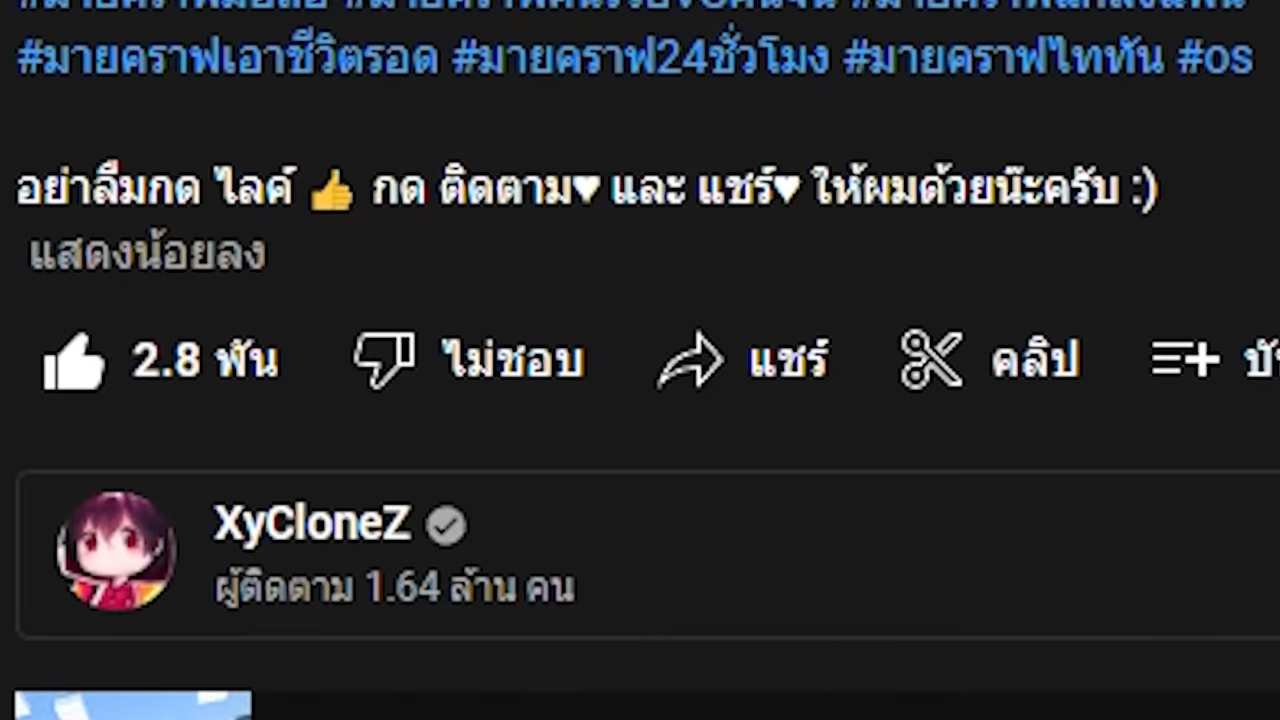 #มายคราฟเอาชีวิตรอด #มายคราฟ24ชั่วโมง #มายคราฟไททัน #os
อย่าลืมกด ไลค์ 👍 กด ติดตาม♥ และ แชร์♥ ให้ผมด้วยน๊ะครับ :)
แสดงน้อยลง
2.8 พัน ไม่ชอบ แชร์ คลิป
XyCloneZ
ผู้ติดตาม 1.64 ล้าน คน